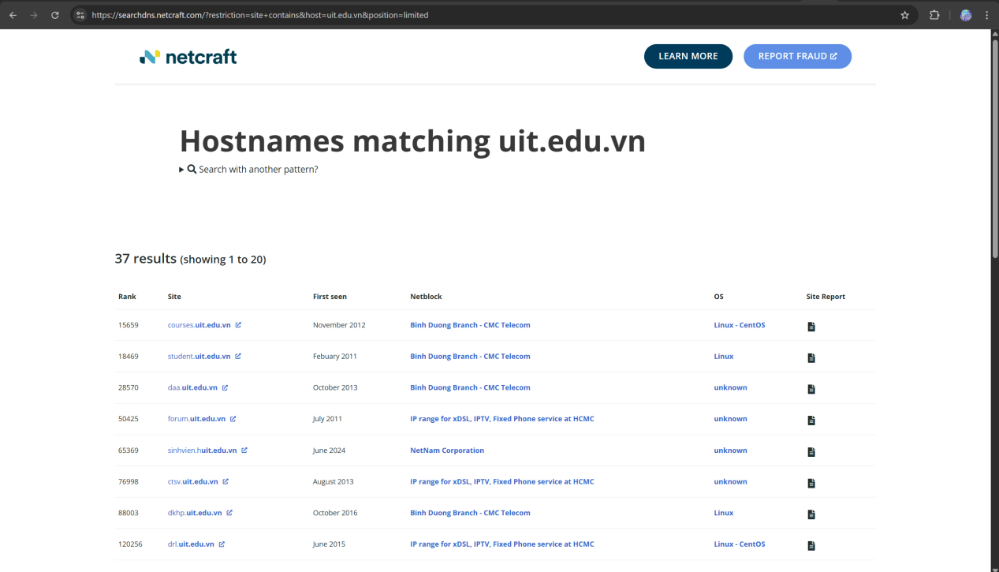 https://searchdns.netcraft.com/?restriction=site+contains&host=uit.edu.vn&position=limited
netcraft
LEARN MORE
REPORT FRAUD
Hostnames matching uit.edu.vn
Search with another pattern?
37 results (showing 1 to 20)
Rank Site First seen Netblock OS Site Report
15659 courses.uit.edu.vn November 2012 Binh Duong Branch - CMC Telecom Linux - CentOS
18469 student.uit.edu.vn Febuary 2011 Binh Duong Branch - CMC Telecom Linux
28570 daa.uit.edu.vn October 2013 Binh Duong Branch - CMC Telecom unknown
50425 forum.uit.edu.vn July 2011 IP range for xDSL, IPTV, Fixed Phone service at HCMC unknown
65369 sinhvien.huit.edu.vn June 2024 NetNam Corporation unknown
76998 ctsv.uit.edu.vn August 2013 IP range for xDSL, IPTV, Fixed Phone service at HCMC unknown
88003 dkhp.uit.edu.vn October 2016 Binh Duong Branch - CMC Telecom Linux
120256 drl.uit.edu.vn June 2015 IP range for xDSL, IPTV, Fixed Phone service at HCMC Linux - CentOS